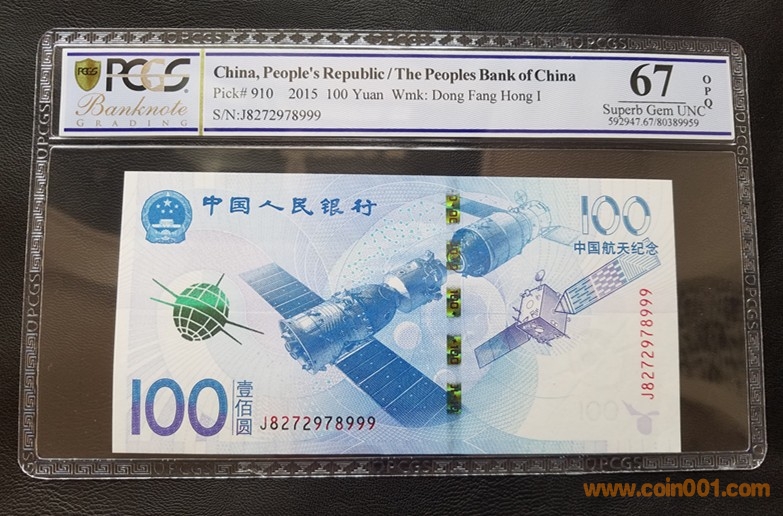 PCGS
PCGS
Banknote
GRADING
China, People's Republic / The Peoples Bank of China
Pick# 910 2015 100 Yuan Wmk: Dong Fang Hong I
S/N:J8272978999
67
OPQ
Superb Gem UNC
592947.67/80389959
中国人民银行
100
中国航天纪念
J8272978999
100
壹佰圆
J8272978999
100
www.coin001.com